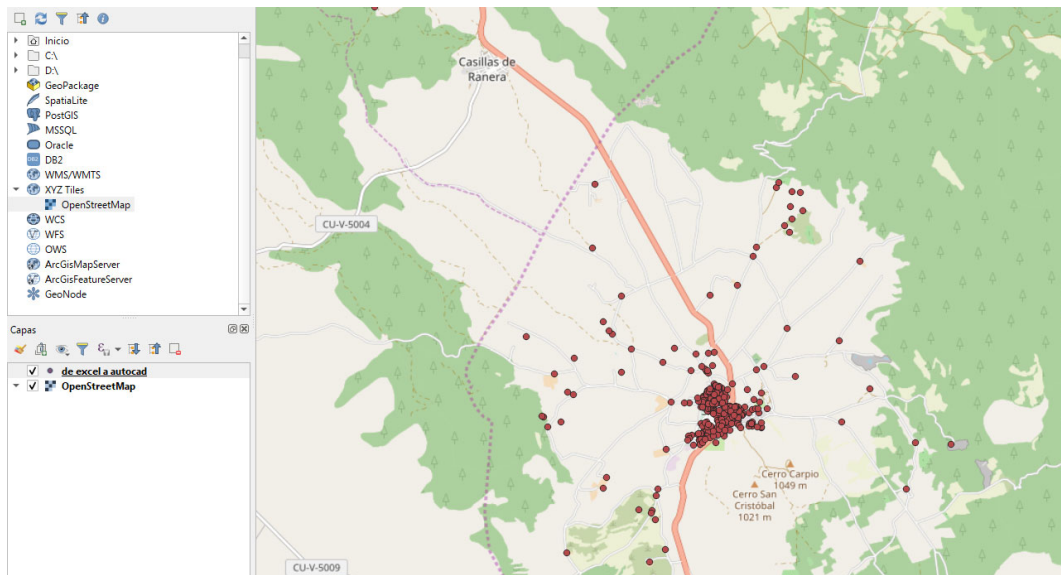 Inicio
C:\
D:\
GeoPackage
SpatiaLite
PostGIS
MSSQL
Oracle
DB2
WMS/WMTS
XYZ Tiles
OpenStreetMap
WCS
WFS
OWS
ArcGisMapServer
ArcGisFeatureServer
GeoNode
Capas
de excel a autocad
OpenStreetMap
Casillas de
Ranera
CU-V-5004
Cerro Carpio
1049 m
Cerro San
Cristóbal
1021 m
CU-V-5009